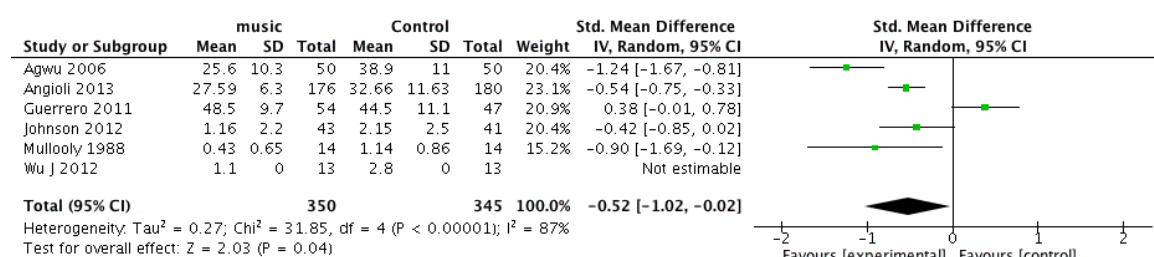 music Control Std. Mean Difference Std. Mean Difference
Study or Subgroup Mean SD Total Mean SD Total Weight IV, Random, 95% CI IV, Random, 95% CI
Agwu 2006 25.6 10.3 50 38.9 11 50 20.4% -1.24 [-1.67, -0.81]
Angioli 2013 27.59 6.3 176 32.66 11.63 180 23.1% -0.54 [-0.75, -0.33]
Guerrero 2011 48.5 9.7 54 44.5 11.1 47 20.9% 0.38 [-0.01, 0.78]
Johnson 2012 1.16 2.2 43 2.15 2.5 41 20.4% -0.42 [-0.85, 0.02]
Mullooly 1988 0.43 0.65 14 1.14 0.86 14 15.2% -0.90 [-1.69, -0.12]
Wu J 2012 1.1 0 13 2.8 0 13 Not estimable
Total (95% CI) 350 345 100.0% -0.52 [-1.02, -0.02]
Heterogeneity: Tau² = 0.27; Chi² = 31.85, df = 4 (P < 0.00001); I² = 87%
Test for overall effect: Z = 2.03 (P = 0.04)
-2 -1 0 1 2
Favours [experimental] Favours [control]